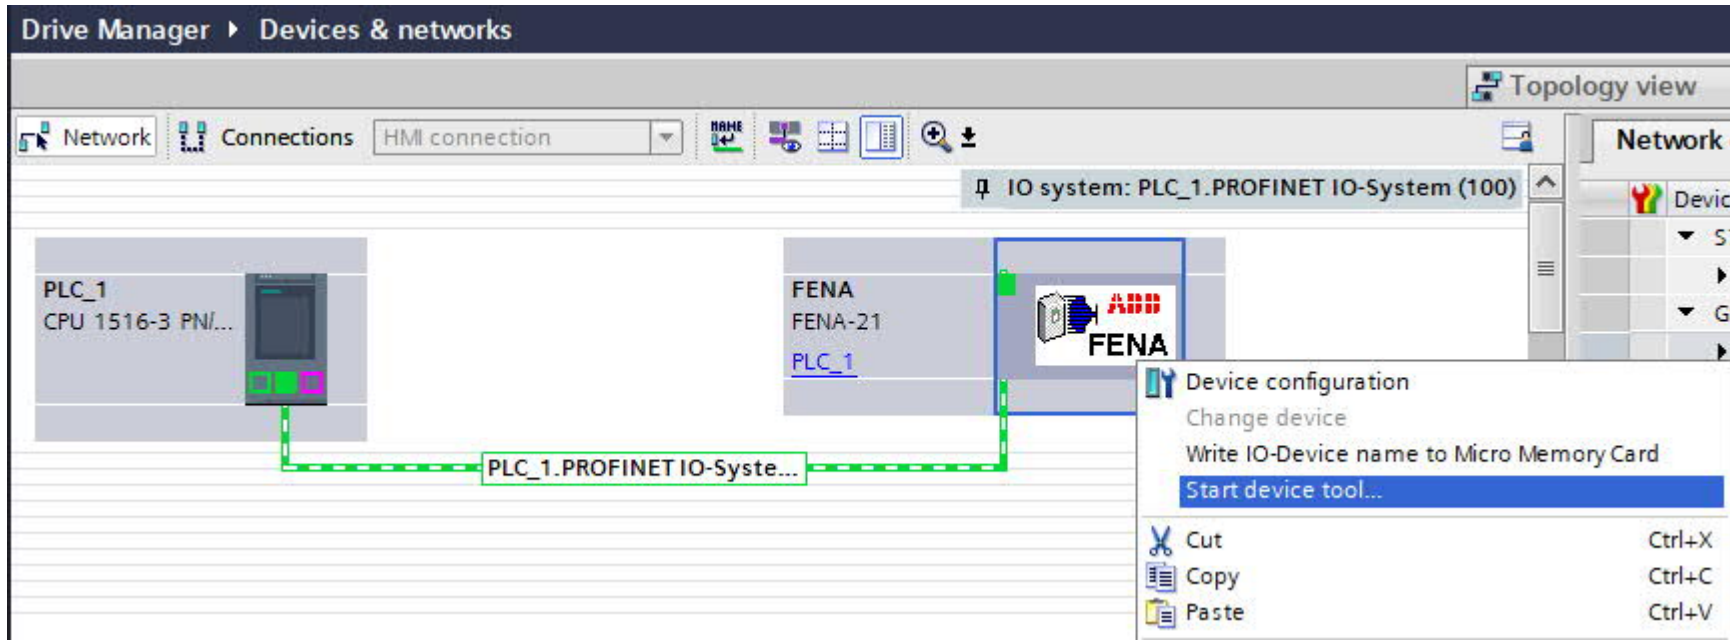 Drive Manager ▸ Devices & networks
Topology view
Network
Connections
HMI connection
NAME
Network
IO system: PLC_1.PROFINET IO-System (100)
Devic
PLC_1
CPU 1516-3 PN/...
FENA
FENA-21
PLC_1
ABB
FENA
S
G
PLC_1.PROFINET IO-Syste...
Device configuration
Change device
Write IO-Device name to Micro Memory Card
Start device tool...
Cut Ctrl+X
Copy Ctrl+C
Paste Ctrl+V